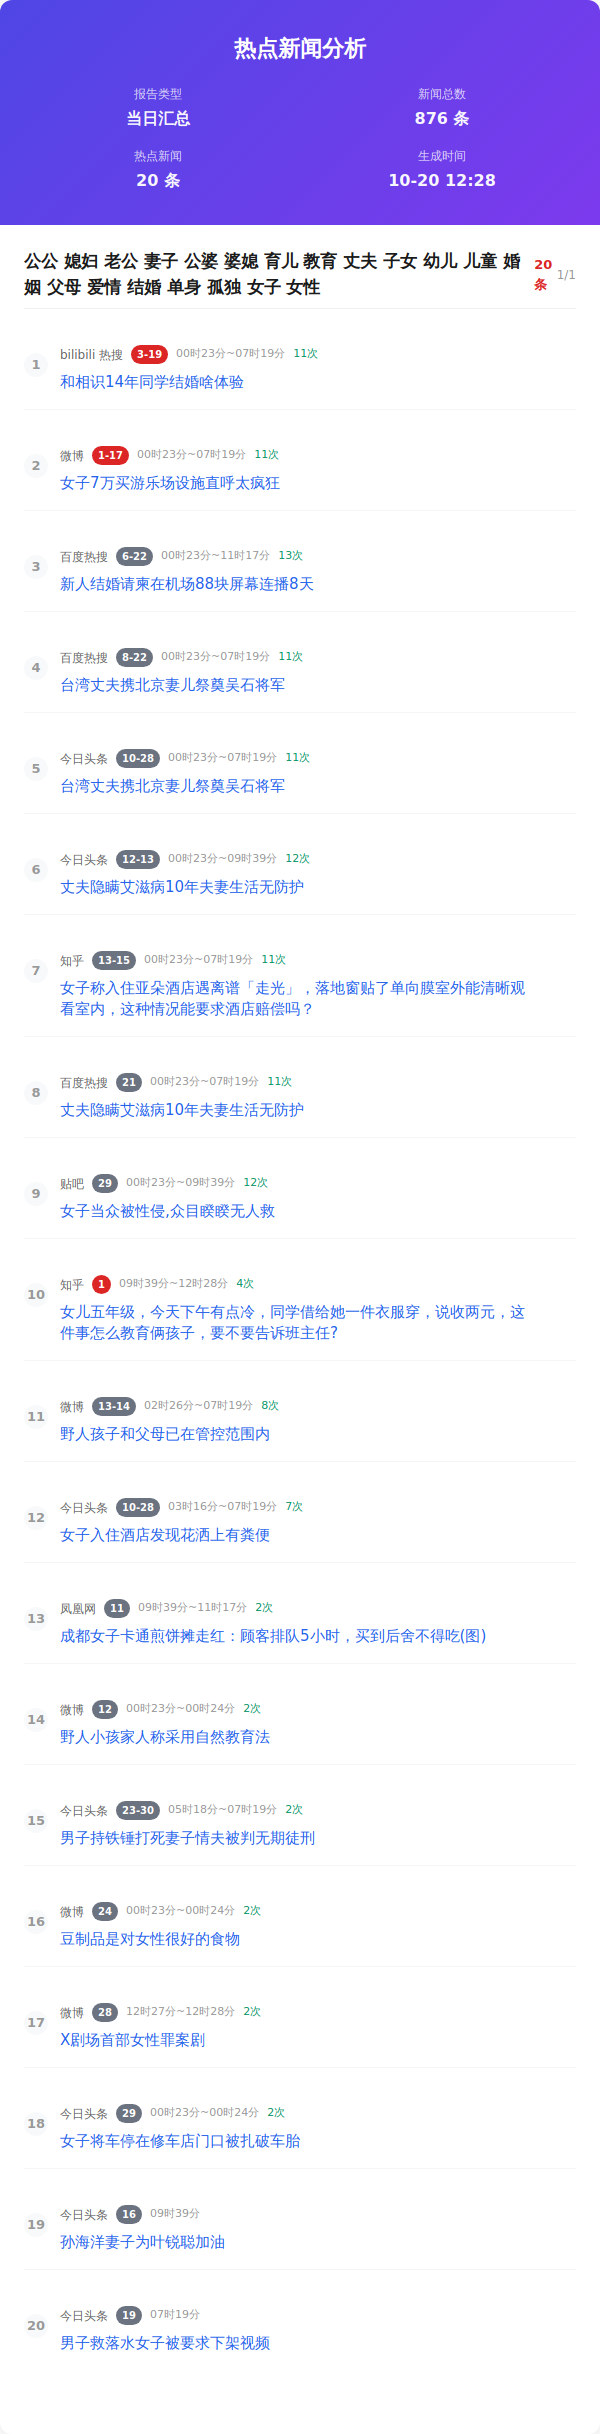 热点新闻分析
报告类型
当日汇总
新闻总数
876 条
热点新闻
20 条
生成时间
10-20 12:28
公公 媳妇 老公 妻子 公婆 婆媳 育儿 教育 丈夫 子女 幼儿 儿童 婚
姻 父母 爱情 结婚 单身 孤独 女子 女性
20
条
1/1
1
bilibili 热搜 3-19 00时23分~07时19分 11次
和相识14年同学结婚啥体验
2
微博 1-17 00时23分~07时19分 11次
女子7万买游乐场设施直呼太疯狂
3
百度热搜 6-22 00时23分~11时17分 13次
新人结婚请柬在机场88块屏幕连播8天
4
百度热搜 8-22 00时23分~07时19分 11次
台湾丈夫携北京妻儿祭奠吴石将军
5
今日头条 10-28 00时23分~07时19分 11次
台湾丈夫携北京妻儿祭奠吴石将军
6
今日头条 12-13 00时23分~09时39分 12次
丈夫隐瞒艾滋病10年夫妻生活无防护
7
知乎 13-15 00时23分~07时19分 11次
女子称入住亚朵酒店遇离谱「走光」，落地窗贴了单向膜室外能清晰观
看室内，这种情况能要求酒店赔偿吗？
8
百度热搜 21 00时23分~07时19分 11次
丈夫隐瞒艾滋病10年夫妻生活无防护
9
贴吧 29 00时23分~09时39分 12次
女子当众被性侵,众目睽睽无人救
10
知乎 1 09时39分~12时28分 4次
女儿五年级，今天下午有点冷，同学借给她一件衣服穿，说收两元，这
件事怎么教育俩孩子，要不要告诉班主任?
11
微博 13-14 02时26分~07时19分 8次
野人孩子和父母已在管控范围内
12
今日头条 10-28 03时16分~07时19分 7次
女子入住酒店发现花洒上有粪便
13
凤凰网 11 09时39分~11时17分 2次
成都女子卡通煎饼摊走红：顾客排队5小时，买到后舍不得吃(图)
14
微博 12 00时23分~00时24分 2次
野人小孩家人称采用自然教育法
15
今日头条 23-30 05时18分~07时19分 2次
男子持铁锤打死妻子情夫被判无期徒刑
16
微博 24 00时23分~00时24分 2次
豆制品是对女性很好的食物
17
微博 28 12时27分~12时28分 2次
X剧场首部女性罪案剧
18
今日头条 29 00时23分~00时24分 2次
女子将车停在修车店门口被扎破车胎
19
今日头条 16 09时39分
孙海洋妻子为叶锐聪加油
20
今日头条 19 07时19分
男子救落水女子被要求下架视频